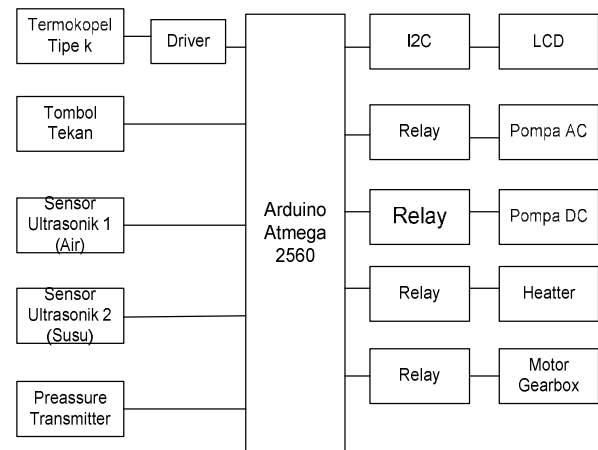 Termokopel
Tipe k
Driver
I2C
LCD
Tombol
Tekan
Relay
Pompa AC
Sensor
Ultrasonik 1
(Air)
Arduino
Atmega
2560
Relay
Pompa DC
Sensor
Ultrasonik 2
(Susu)
Relay
Heatter
Preassure
Transmitter
Relay
Motor
Gearbox